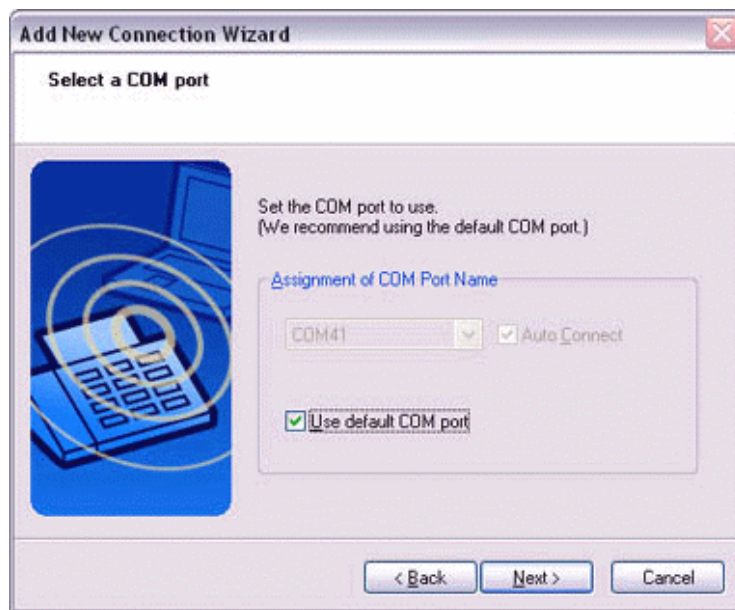 Add New Connection Wizard
Select a COM port
Set the COM port to use.
(We recommend using the default COM port.)
Assignment of COM Port Name
COM41
Auto Connect
Use default COM port
< Back
Next >
Cancel